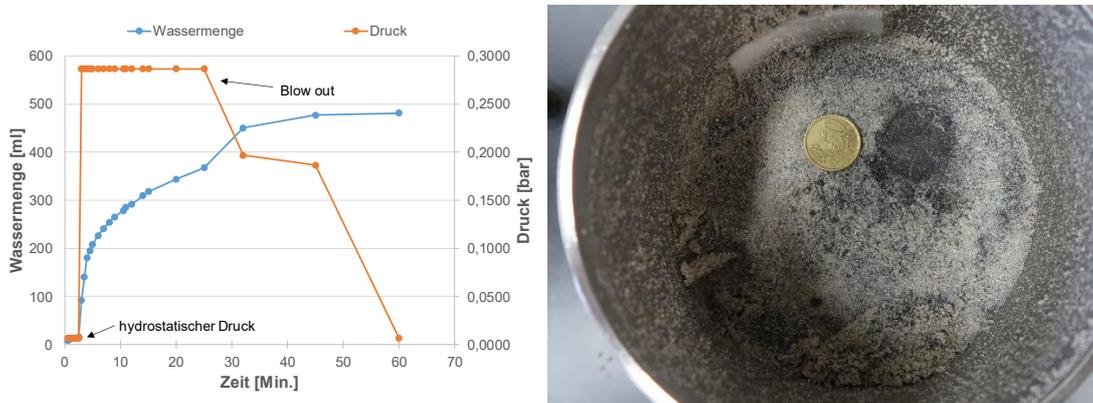 Wassermenge
Druck
600
500
400
300
200
100
0
0,3000
0,2500
0,2000
0,1500
0,1000
0,0500
0,0000
Wassermenge [ml]
Druck [bar]
Blow out
hydrostatischer Druck
0 10 20 30 40 50 60 70
Zeit [Min.]